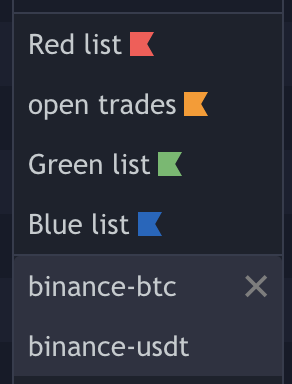 Red list
open trades
Green list
Blue list
binance-btc
binance-usdt